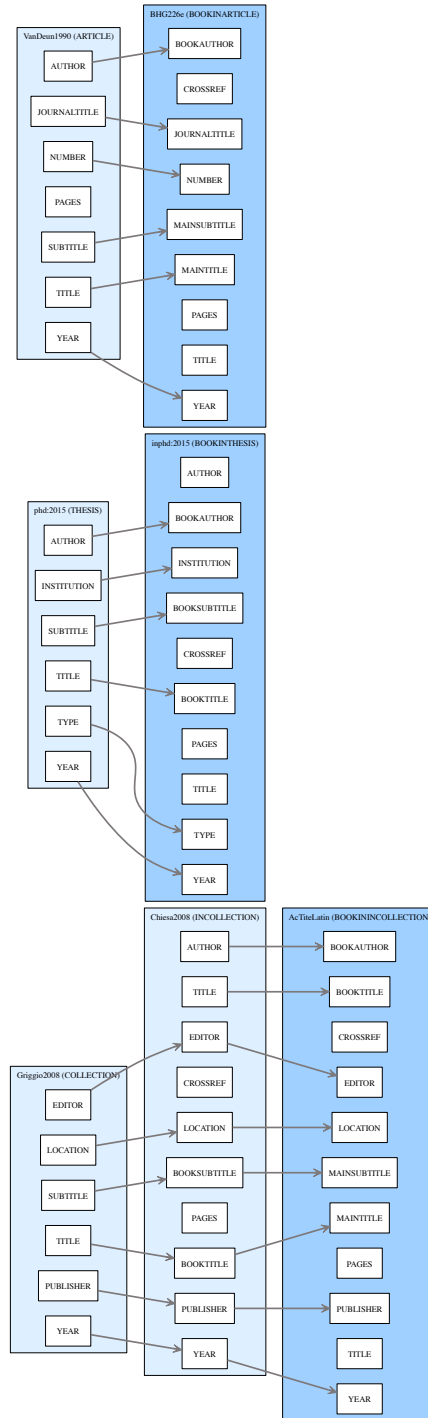 VanDeun1990 (ARTICLE)
AUTHOR
JOURNALTITLE
NUMBER
PAGES
SUBTITLE
TITLE
YEAR
BHG226e (BOOKINARTICLE)
BOOKAUTHOR
CROSSREF
JOURNALTITLE
NUMBER
MAINSUBTITLE
MAINTITLE
PAGES
TITLE
YEAR
phd:2015 (THESIS)
AUTHOR
INSTITUTION
SUBTITLE
TITLE
TYPE
YEAR
inphd:2015 (BOOKINTHESIS)
AUTHOR
BOOKAUTHOR
INSTITUTION
BOOKSUBTITLE
CROSSREF
BOOKTITLE
PAGES
TITLE
TYPE
YEAR
Griggio2008 (COLLECTION)
EDITOR
LOCATION
SUBTITLE
TITLE
PUBLISHER
YEAR
Chiesa2008 (INCOLLECTION)
AUTHOR
TITLE
EDITOR
CROSSREF
LOCATION
BOOKSUBTITLE
PAGES
BOOKTITLE
PUBLISHER
YEAR
AcTiteLatin (BOOKININCOLLECTION
BOOKAUTHOR
BOOKTITLE
CROSSREF
EDITOR
LOCATION
MAINSUBTITLE
MAINTITLE
PAGES
PUBLISHER
TITLE
YEAR